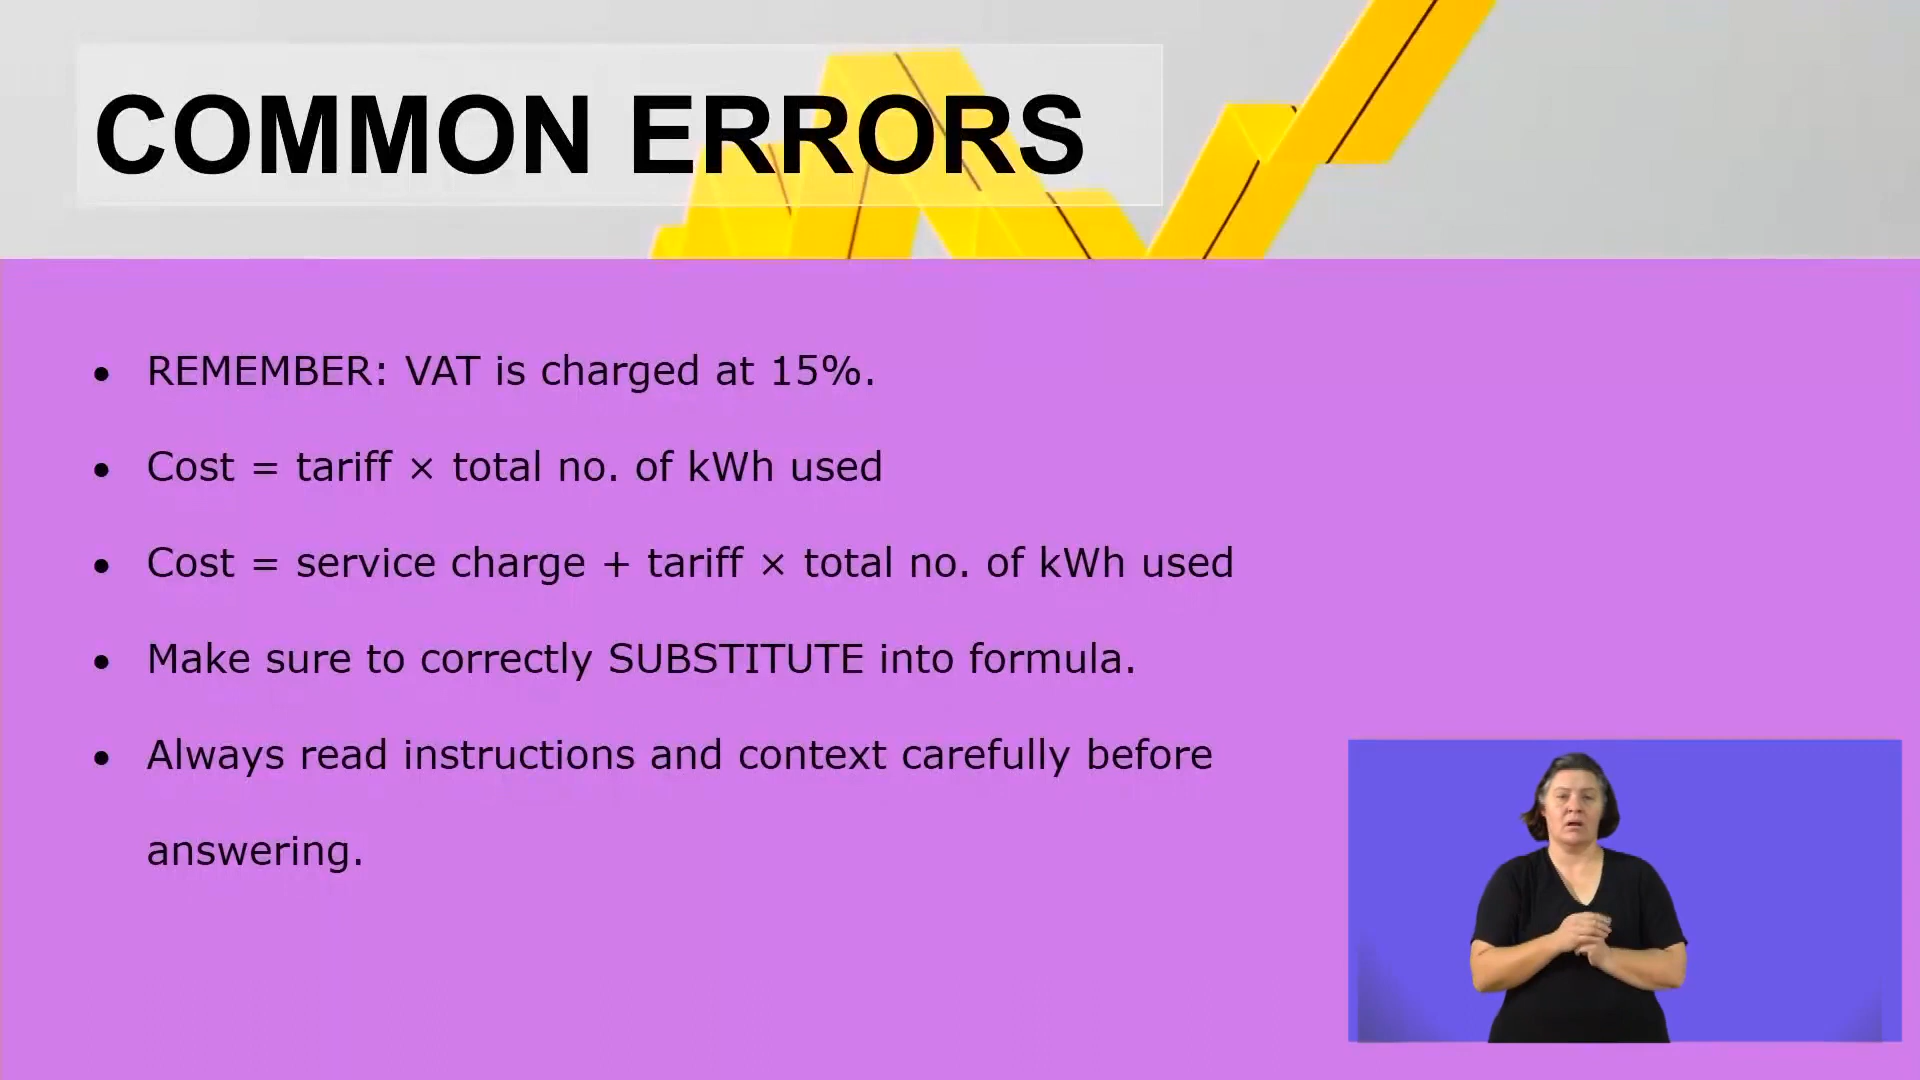 COMMON ERRORS
• REMEMBER: VAT is charged at 15%.
• Cost = tariff × total no. of kWh used
• Cost = service charge + tariff × total no. of kWh used
• Make sure to correctly SUBSTITUTE into formula.
• Always read instructions and context carefully before
answering.